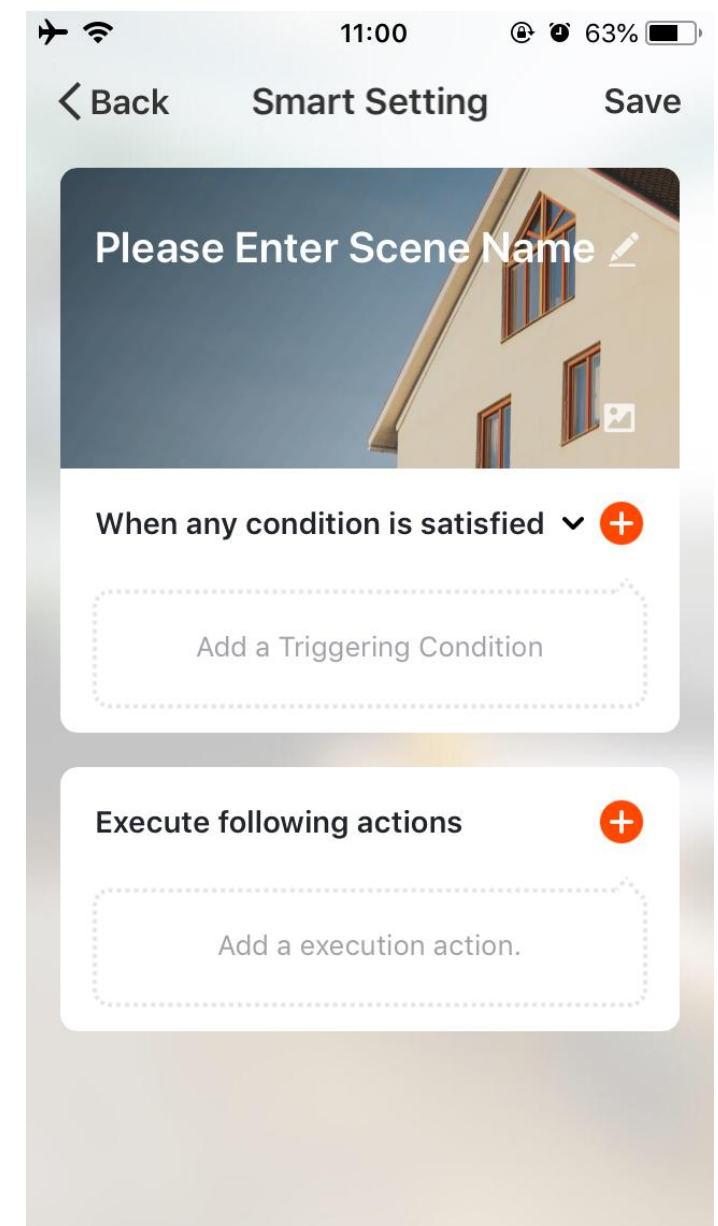 11:00 63%
Back Smart Setting Save
Please Enter Scene Name
When any condition is satisfied
Add a Triggering Condition
Execute following actions
Add a execution action.